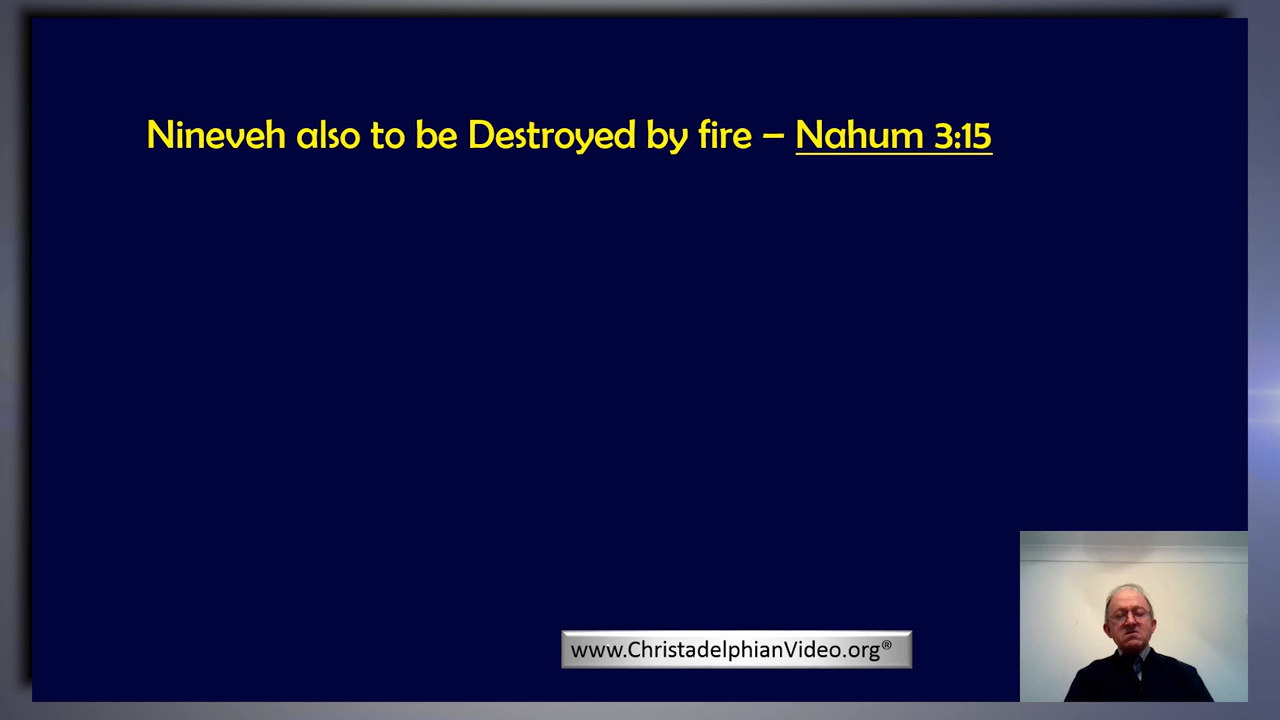 Nineveh also to be Destroyed by fire – Nahum 3:15
www.ChristadelphianVideo.org®